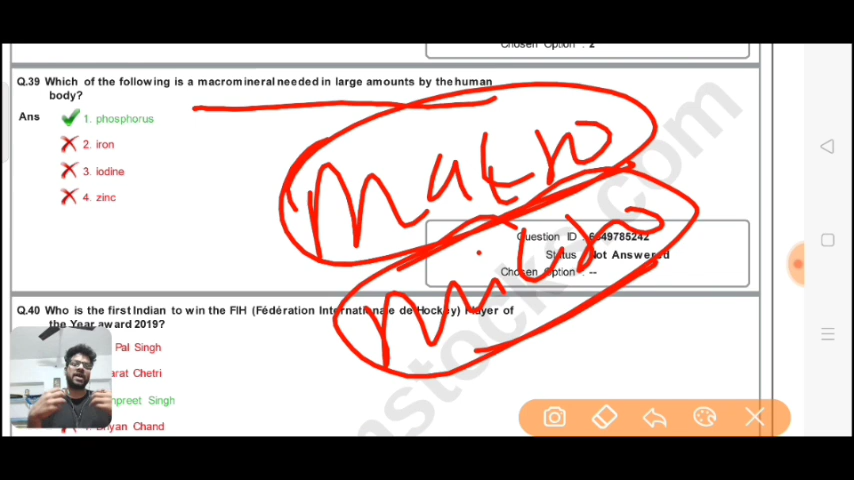 Chosen Option : 2
Q.39 Which of the following is a macromineral needed in large amounts by the human
body?
Ans
1. phosphorus
2. iron
3. iodine
4. zinc
Makro
micro
Question ID : 6649785242
Status : Not Answered
Chosen Option : --
Q.40 Who is the first Indian to win the FIH (Fédération Internationale de Hockey) Player of
the Year award 2019?
Pal Singh
Chetri
Singh
Chand